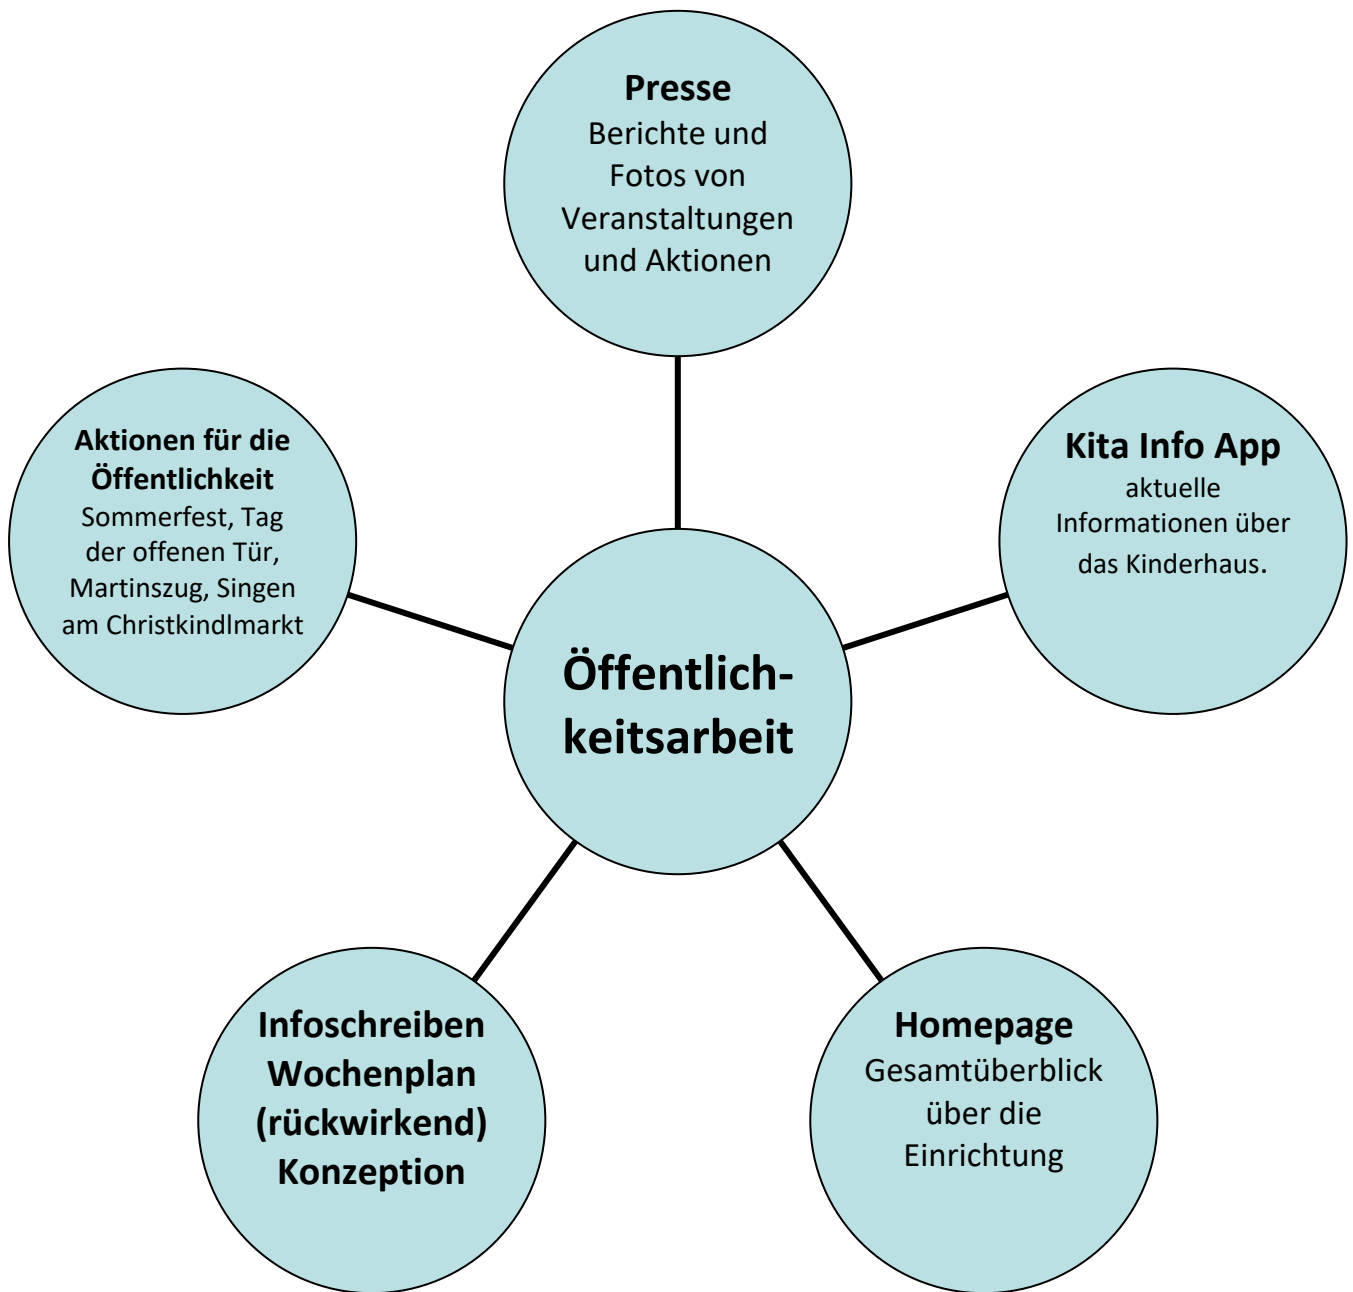 Presse
Berichte und
Fotos von
Veranstaltungen
und Aktionen
Aktionen für die
Öffentlichkeit
Sommerfest, Tag
der offenen Tür,
Martinszug, Singen
am Christkindlmarkt
Kita Info App
aktuelle
Informationen über
das Kinderhaus.
Öffentlich-
keitsarbeit
Infoschreiben
Wochenplan
(rückwirkend)
Konzeption
Homepage
Gesamtüberblick
über die
Einrichtung